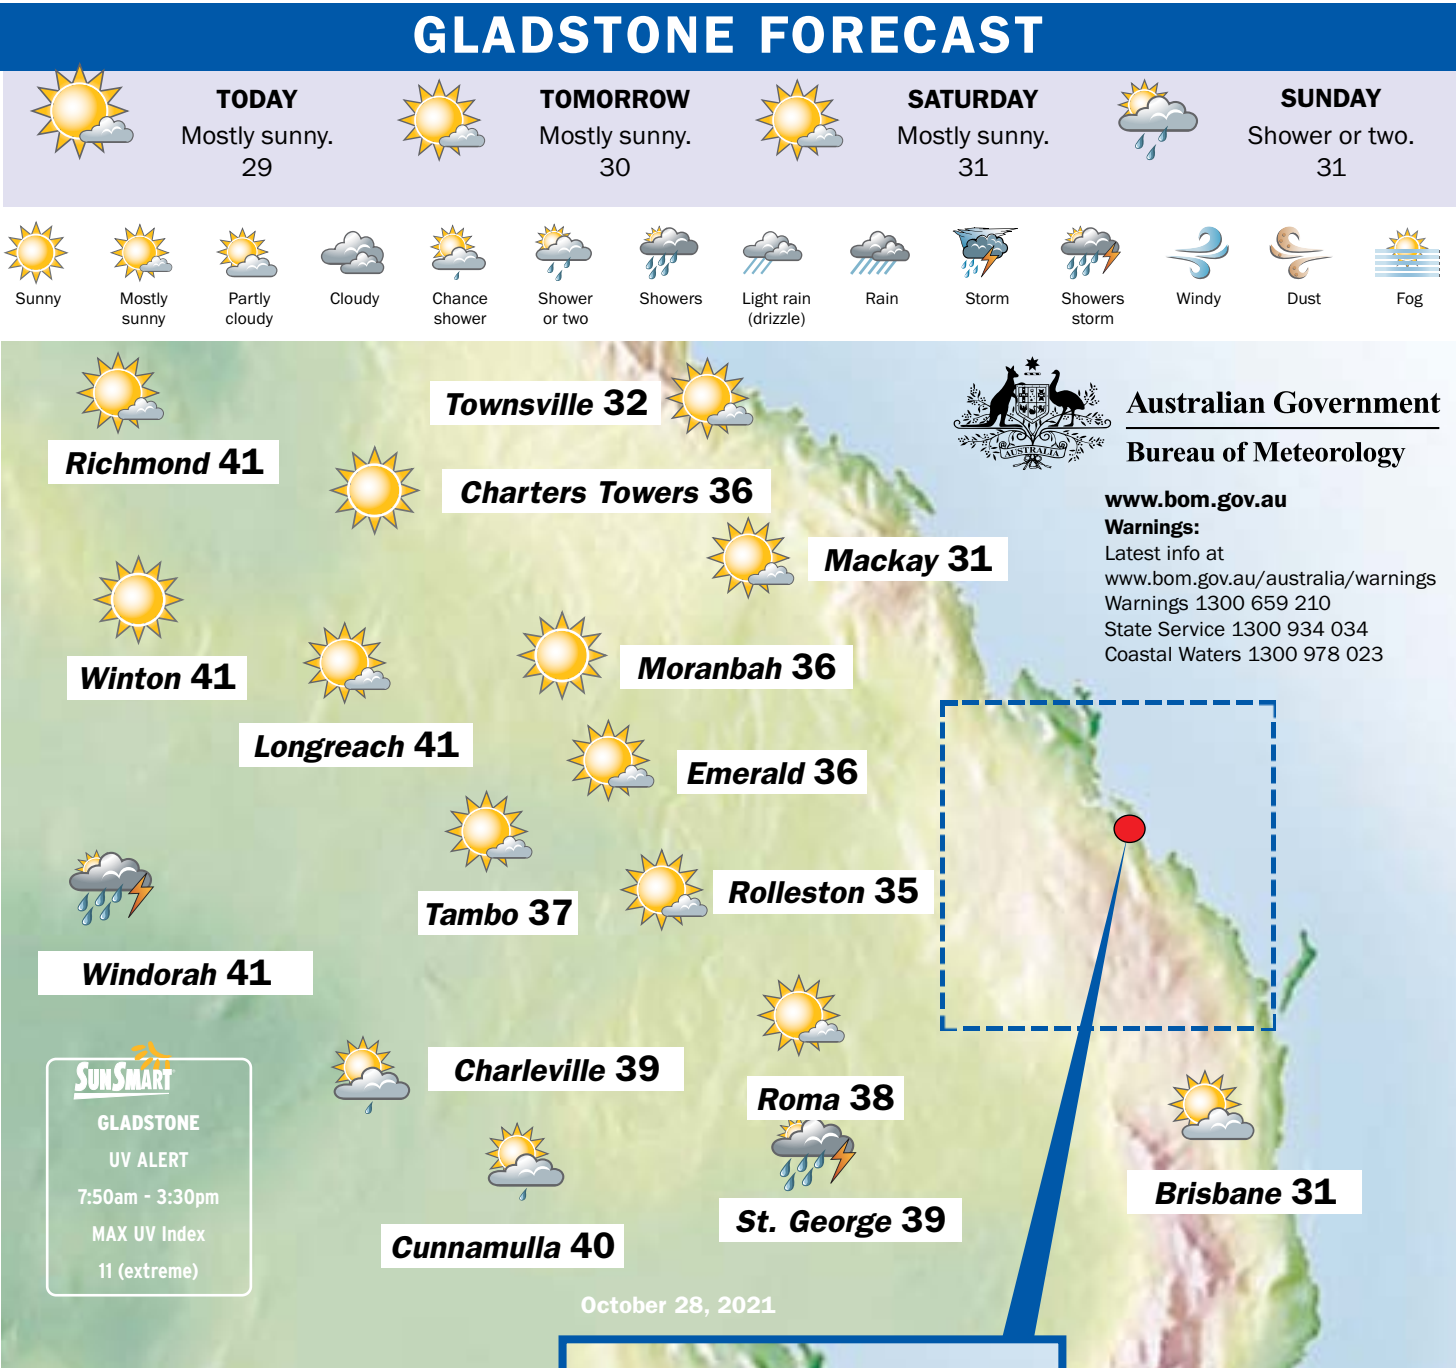 GLADSTONE FORECAST
TODAY
Mostly sunny.
29
TOMORROW
Mostly sunny.
30
SATURDAY
Mostly sunny.
31
SUNDAY
Shower or two.
31
Sunny
Mostly
sunny
Partly
cloudy
Cloudy
Chance
shower
Shower
or two
Showers
Light rain
(drizzle)
Rain
Storm
Showers
storm
Windy
Dust
Fog
Richmond 41
Townsville 32
Charters Towers 36
Mackay 31
Winton 41
Longreach 41
Moranbah 36
Emerald 36
Tambo 37
Rolleston 35
Windorah 41
Charleville 39
Roma 38
Cunnamulla 40
St. George 39
Brisbane 31
AUSTRALIA
Australian Government
Bureau of Meteorology
www.bom.gov.au
Warnings:
Latest info at
www.bom.gov.au/australia/warnings
Warnings 1300 659 210
State Service 1300 934 034
Coastal Waters 1300 978 023
SUNSMART
GLADSTONE
UV ALERT
7:50am - 3:30pm
MAX UV Index
11 (extreme)
October 28, 2021